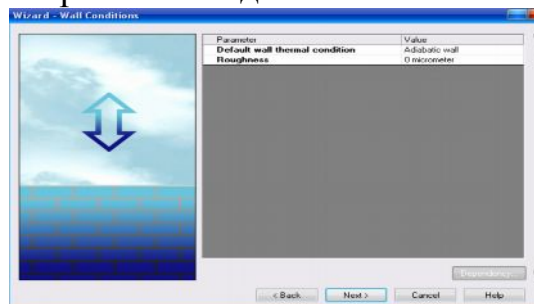 Wizard - Wall Conditions
Parameter Value
Default wall thermal condition Adiabatic wall
Roughness 0 micrometer
Dependency...
< Back Next > Cancel Help